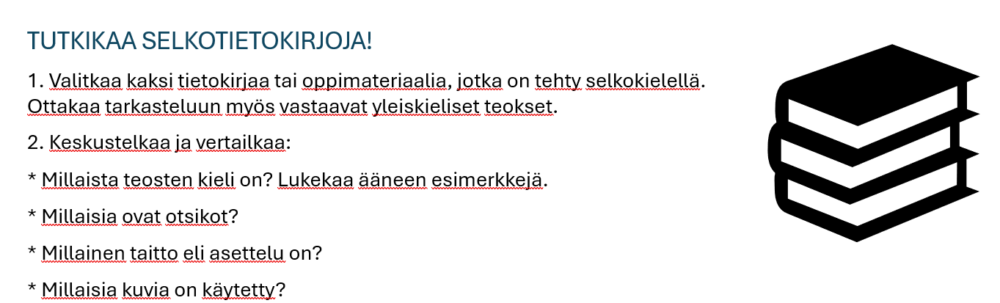 TUTKIKAA SELKOTIETOKIRJOJA!
1. Valitkaa kaksi tietokirjaa tai oppimateriaalia, jotka on tehty selkokielellä.
Ottakaa tarkasteluun myös vastaavat yleiskieliset teokset.
2. Keskustelkaa ja vertailkaa:
* Millaista teosten kieli on? Lukekaa ääneen esimerkkejä.
* Millaisia ovat otsikot?
* Millainen taitto eli asettelu on?
* Millaisia kuvia on käytetty?